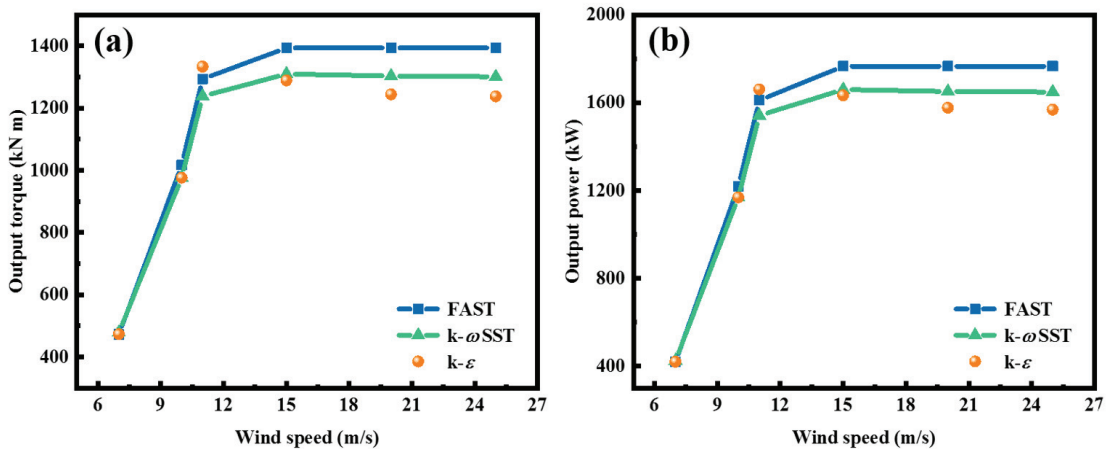 (a)
Output torque (kN m)
1400
1200
1000
800
600
400
FAST
k-ω SST
k-ε
6 9 12 15 18 21 24 27
Wind speed (m/s)
(b)
Output power (kW)
2000
1600
1200
800
400
FAST
k-ω SST
k-ε
6 9 12 15 18 21 24 27
Wind speed (m/s)